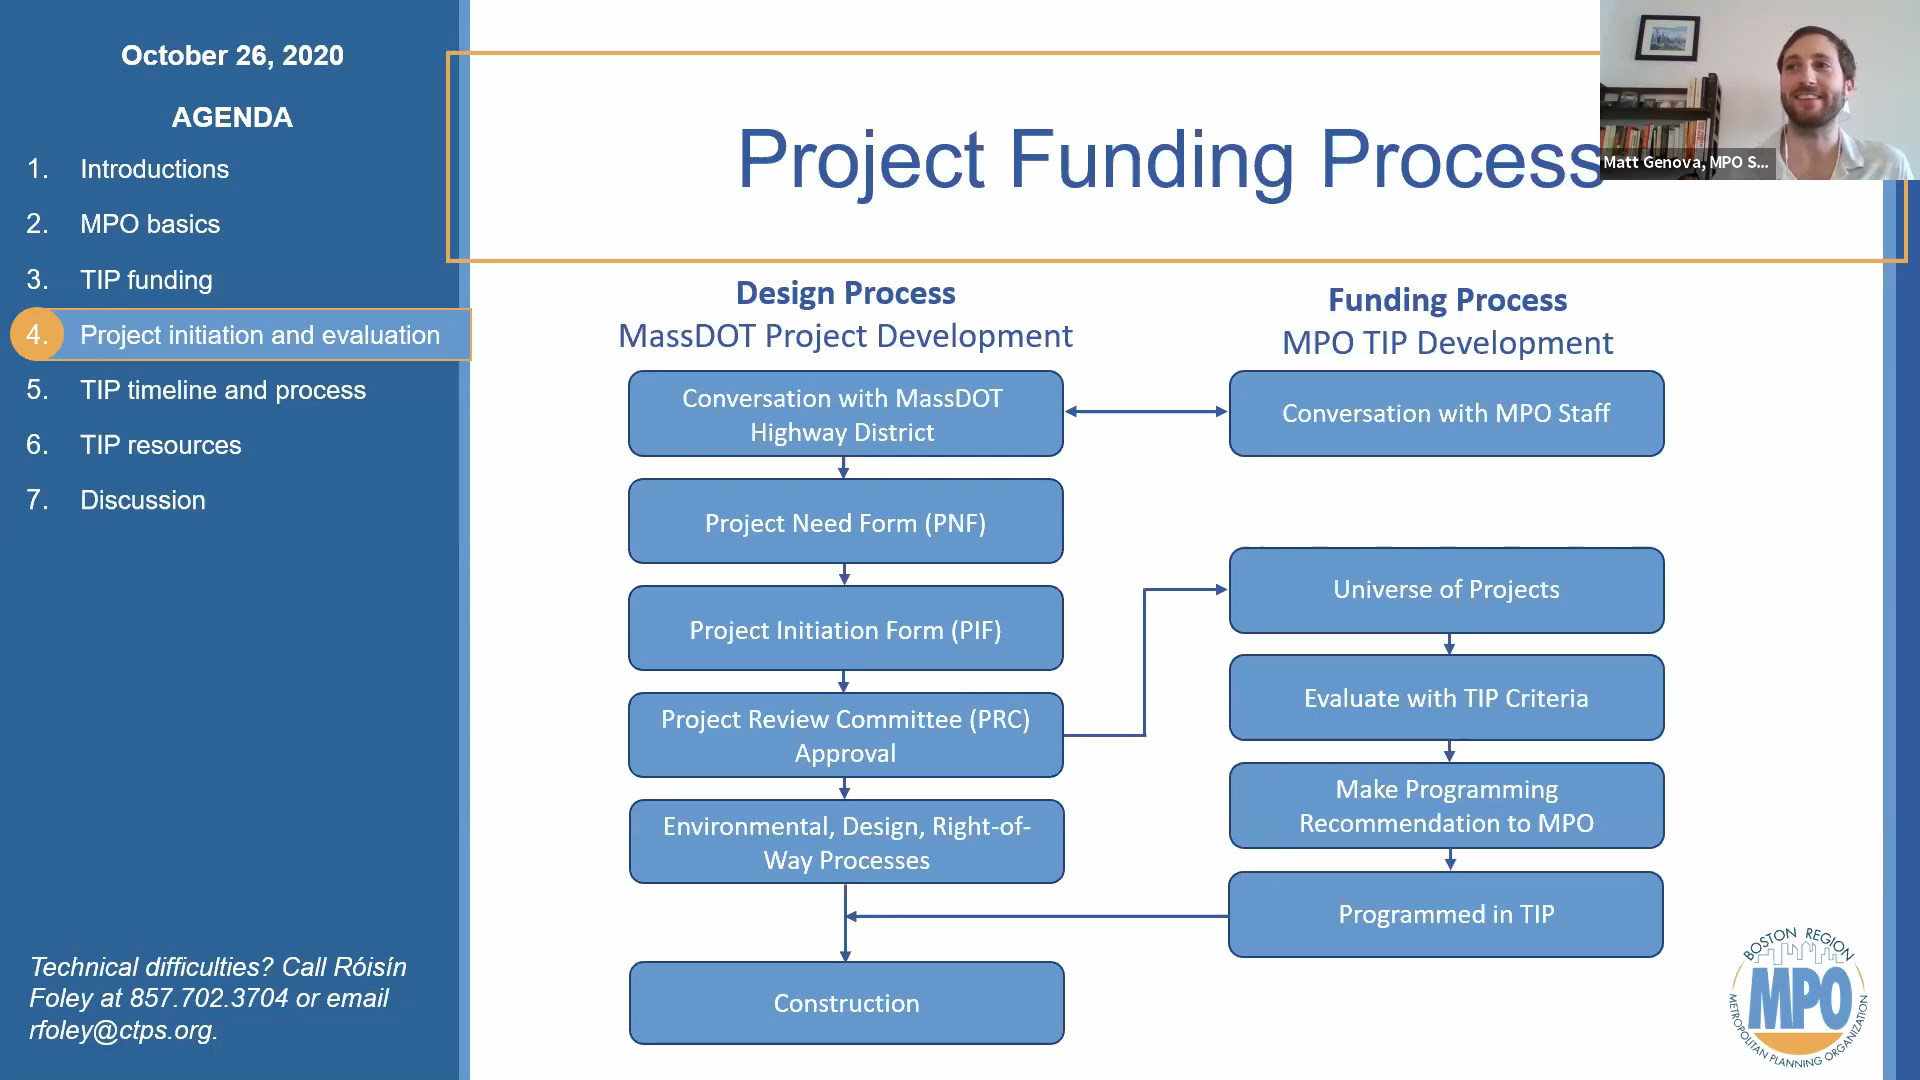 October 26, 2020
AGENDA
1. Introductions
2. MPO basics
3. TIP funding
4. Project initiation and evaluation
5. TIP timeline and process
6. TIP resources
7. Discussion
Technical difficulties? Call Róisín
Foley at 857.702.3704 or email
rfoley@ctps.org.
Project Funding Process
Matt Genova, MPO S...
Design Process
MassDOT Project Development
Conversation with MassDOT
Highway District
Project Need Form (PNF)
Project Initiation Form (PIF)
Project Review Committee (PRC)
Approval
Environmental, Design, Right-of-
Way Processes
Construction
Funding Process
MPO TIP Development
Conversation with MPO Staff
Universe of Projects
Evaluate with TIP Criteria
Make Programming
Recommendation to MPO
Programmed in TIP
BOSTON REGION
MPO
METROPOLITAN PLANNING ORGANIZATION